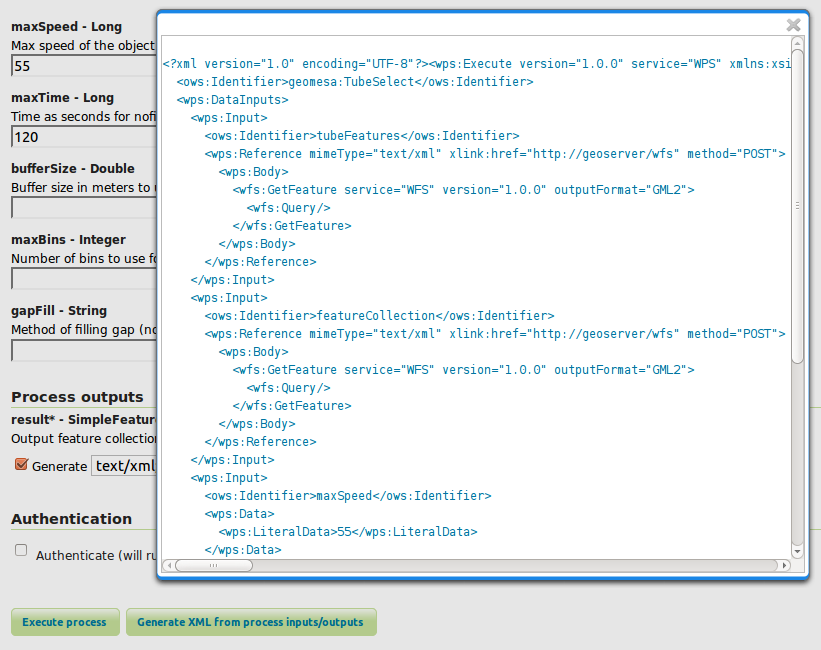 maxSpeed - Long
Max speed of the object
55
maxTime - Long
Time as seconds for nofi
120
bufferSize - Double
Buffer size in meters to
maxBins - Integer
Number of bins to use fo
gapFill - String
Method of filling gap (no
Process outputs
result* - SimpleFeature
Output feature collection
Generate text/xml
Authentication
Authenticate (will ru
Execute process
Generate XML from process inputs/outputs
<?xml version="1.0" encoding="UTF-8"?><wps:Execute version="1.0.0" service="WPS" xmlns:xsi
<ows:Identifier>geomesa:TubeSelect</ows:Identifier>
<wps:DataInputs>
<wps:Input>
<ows:Identifier>tubeFeatures</ows:Identifier>
<wps:Reference mimeType="text/xml" xlink:href="http://geoserver/wfs" method="POST">
<wps:Body>
<wfs:GetFeature service="WFS" version="1.0.0" outputFormat="GML2">
<wfs:Query/>
</wfs:GetFeature>
</wps:Body>
</wps:Reference>
</wps:Input>
<wps:Input>
<ows:Identifier>featureCollection</ows:Identifier>
<wps:Reference mimeType="text/xml" xlink:href="http://geoserver/wfs" method="POST">
<wps:Body>
<wfs:GetFeature service="WFS" version="1.0.0" outputFormat="GML2">
<wfs:Query/>
</wfs:GetFeature>
</wps:Body>
</wps:Reference>
</wps:Input>
<wps:Input>
<ows:Identifier>maxSpeed</ows:Identifier>
<wps:Data>
<wps:LiteralData>55</wps:LiteralData>
</wps:Data>